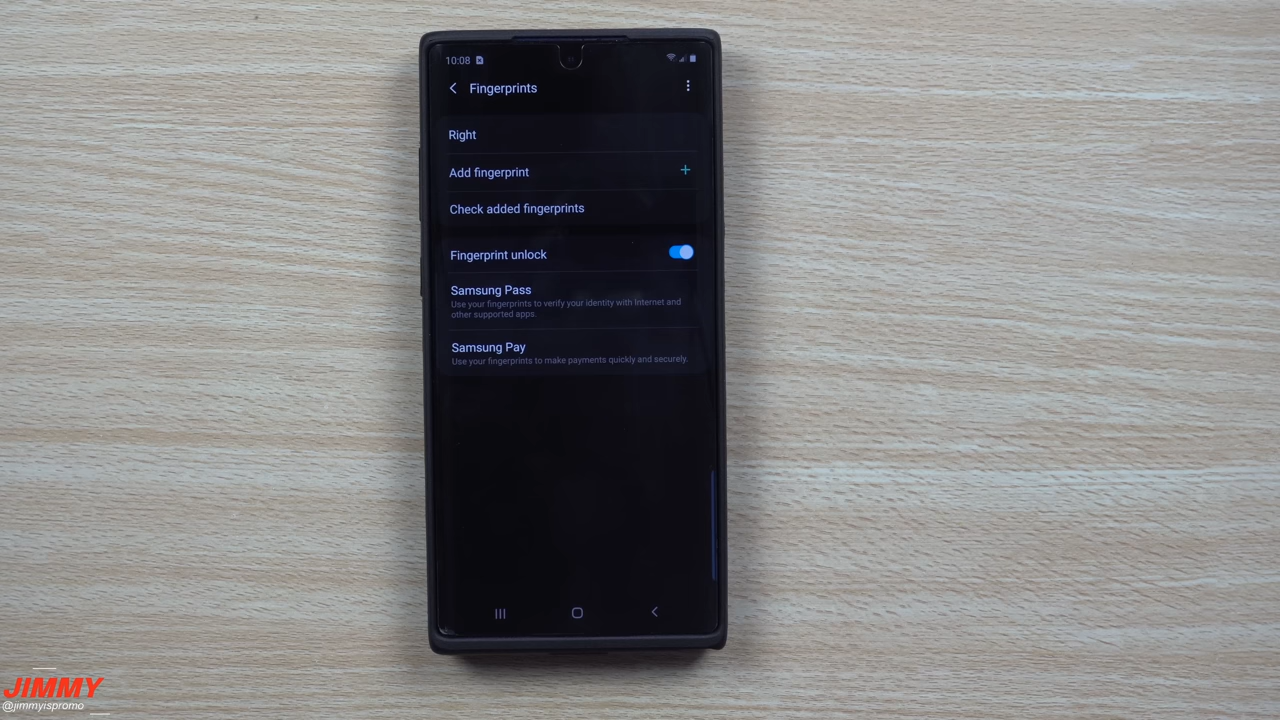 10:08
Fingerprints
Right
Add fingerprint
Check added fingerprints
Fingerprint unlock
Samsung Pass
Use your fingerprints to verify your identity with Internet and
other supported apps.
Samsung Pay
Use your fingerprints to make payments quickly and securely.
JIMMY
@jimmyispromo